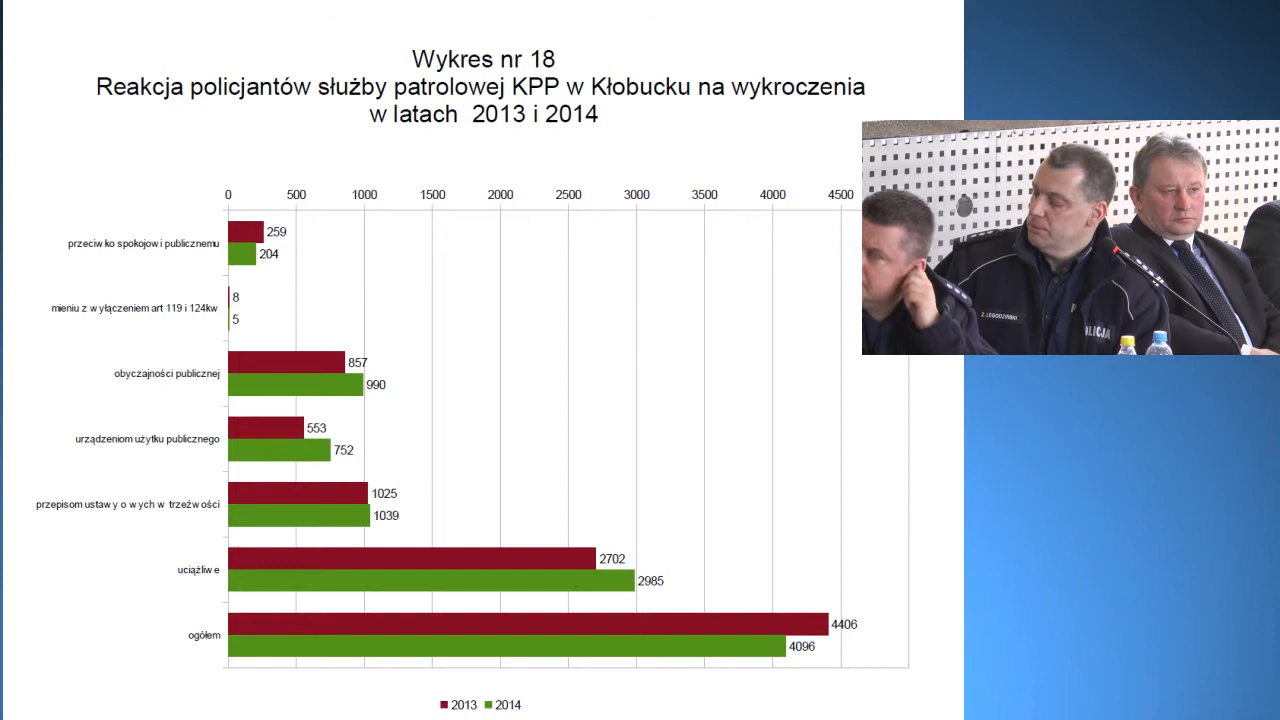 Wykres nr 18
Reakcja policjantów służby patrolowej KPP w Kłobucku na wykroczenia
w latach 2013 i 2014
0 500 1000 1500 2000 2500 3000 3500 4000 4500
przeciw ko spokojow i publicznemu 259
204
mieniu z w yłączeniem art 119 i 124kw 8
5
obyczajności publicznej 857
990
urządzeniom użytku publicznego 553
752
przepisom ustaw y o w ych w trzeźw ości 1025
1039
uciążliw e 2702
2985
ogółem 4406
4096
2013 2014
POLICJA